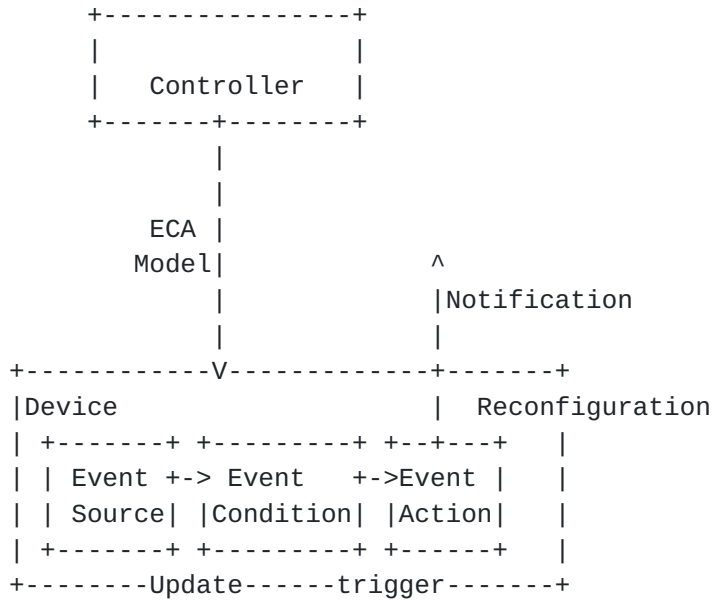 Controller
ECA
Model
Notification
Device Reconfiguration
Event Event Event
Source Condition Action
Update trigger